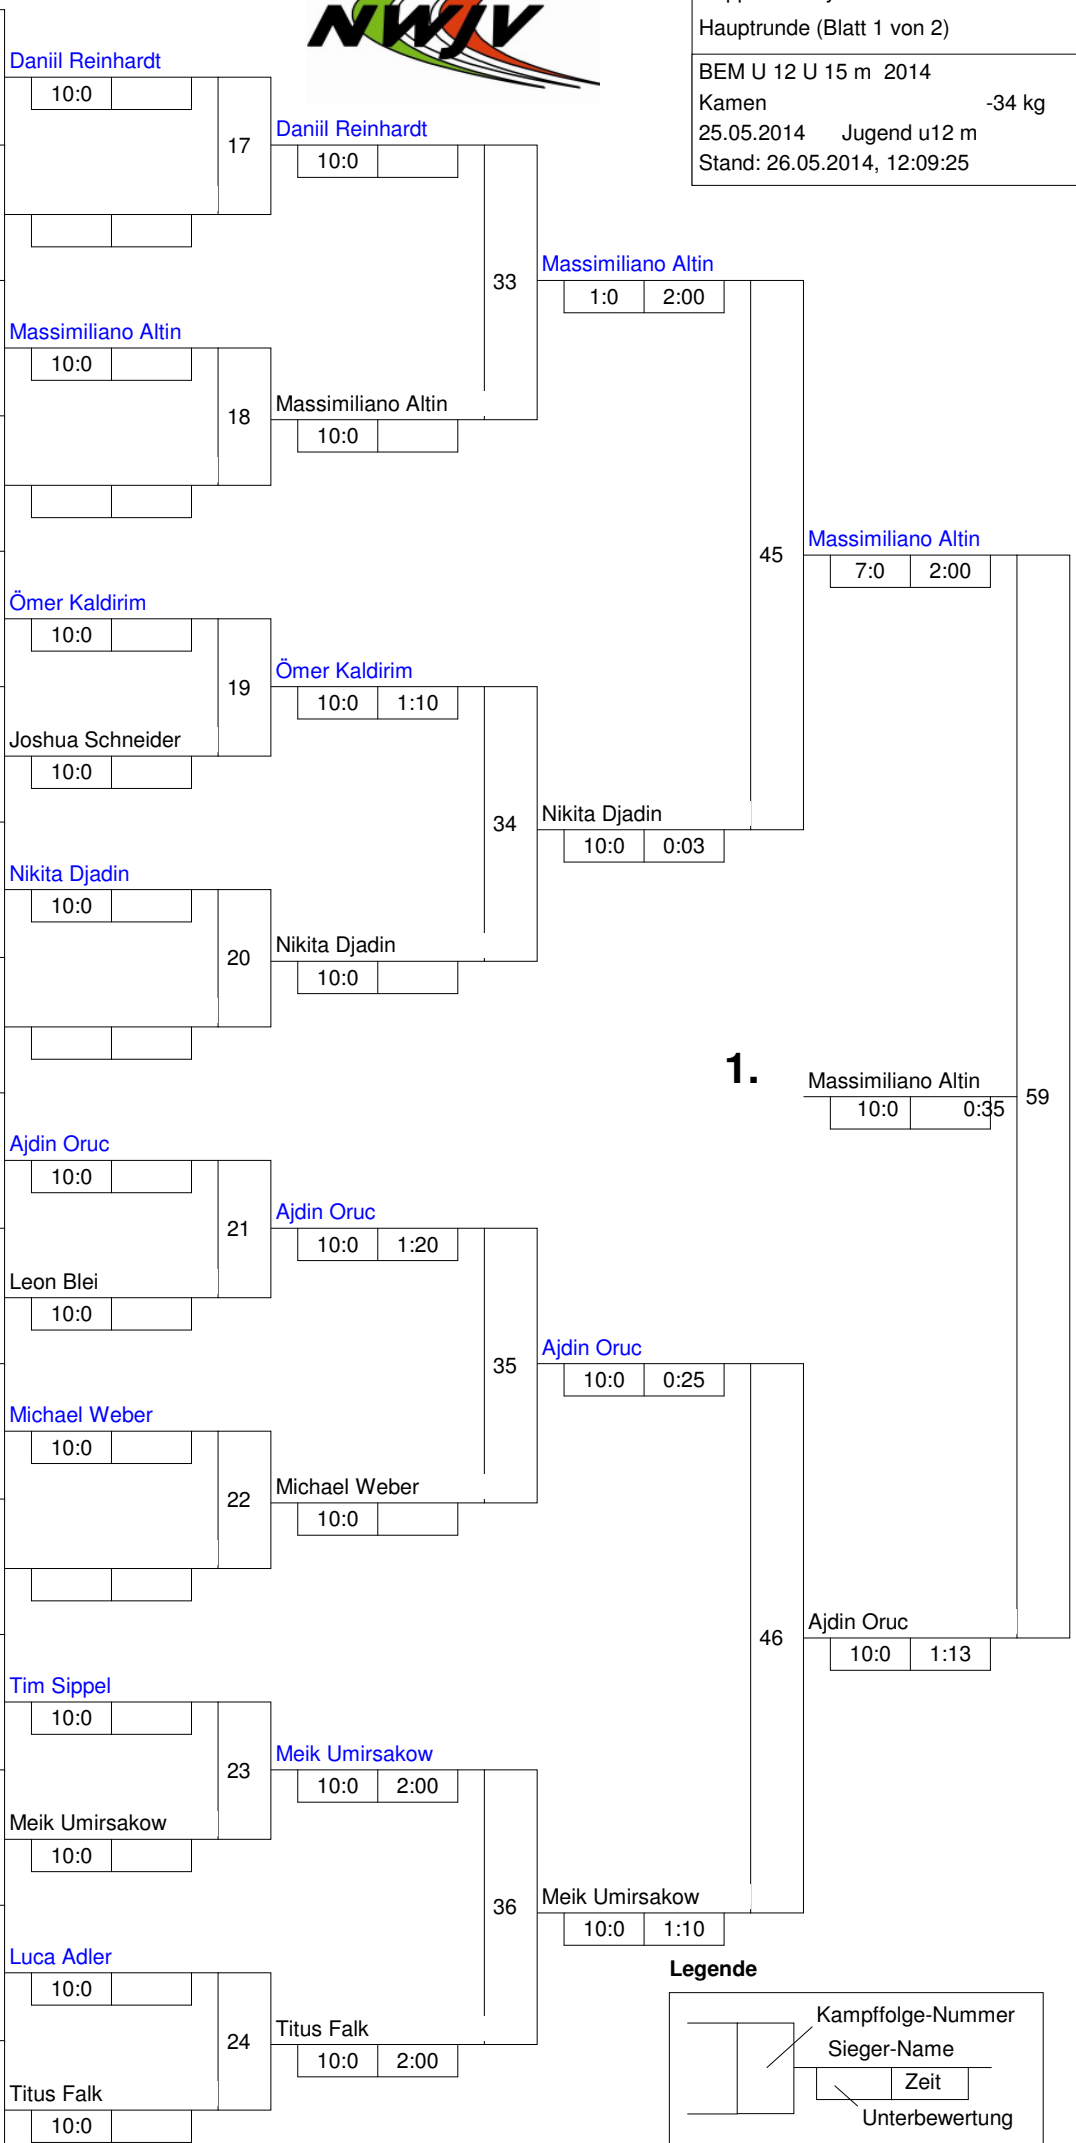 NWJV
Hauptrunde (Blatt 1 von 2)
BEM U 12 U 15 m 2014
Kamen -34 kg
25.05.2014 Jugend u12 m
Stand: 26.05.2014, 12:09:25
Daniil Reinhardt
10:0
17
Daniil Reinhardt
10:0
33
Massimiliano Altin
1:0 2:00
Massimiliano Altin
10:0
18
Massimiliano Altin
10:0
45
Massimiliano Altin
7:0 2:00
Ömer Kaldirim
10:0
19
Ömer Kaldirim
10:0 1:10
Joshua Schneider
10:0
34
Nikita Djadin
10:0 0:03
Nikita Djadin
10:0
20
Nikita Djadin
10:0
1.
Massimiliano Altin
10:0 0:35
59
Ajdin Oruc
10:0
21
Ajdin Oruc
10:0 1:20
Leon Blei
10:0
35
Ajdin Oruc
10:0 0:25
Michael Weber
10:0
22
Michael Weber
10:0
46
Ajdin Oruc
10:0 1:13
Tim Sippel
10:0
23
Meik Umirsakow
10:0 2:00
Meik Umirsakow
10:0
36
Meik Umirsakow
10:0 1:10
Luca Adler
10:0
24
Titus Falk
10:0 2:00
Titus Falk
10:0
Legende
Kampffolge-Nummer
Sieger-Name
Zeit
Unterbewertung